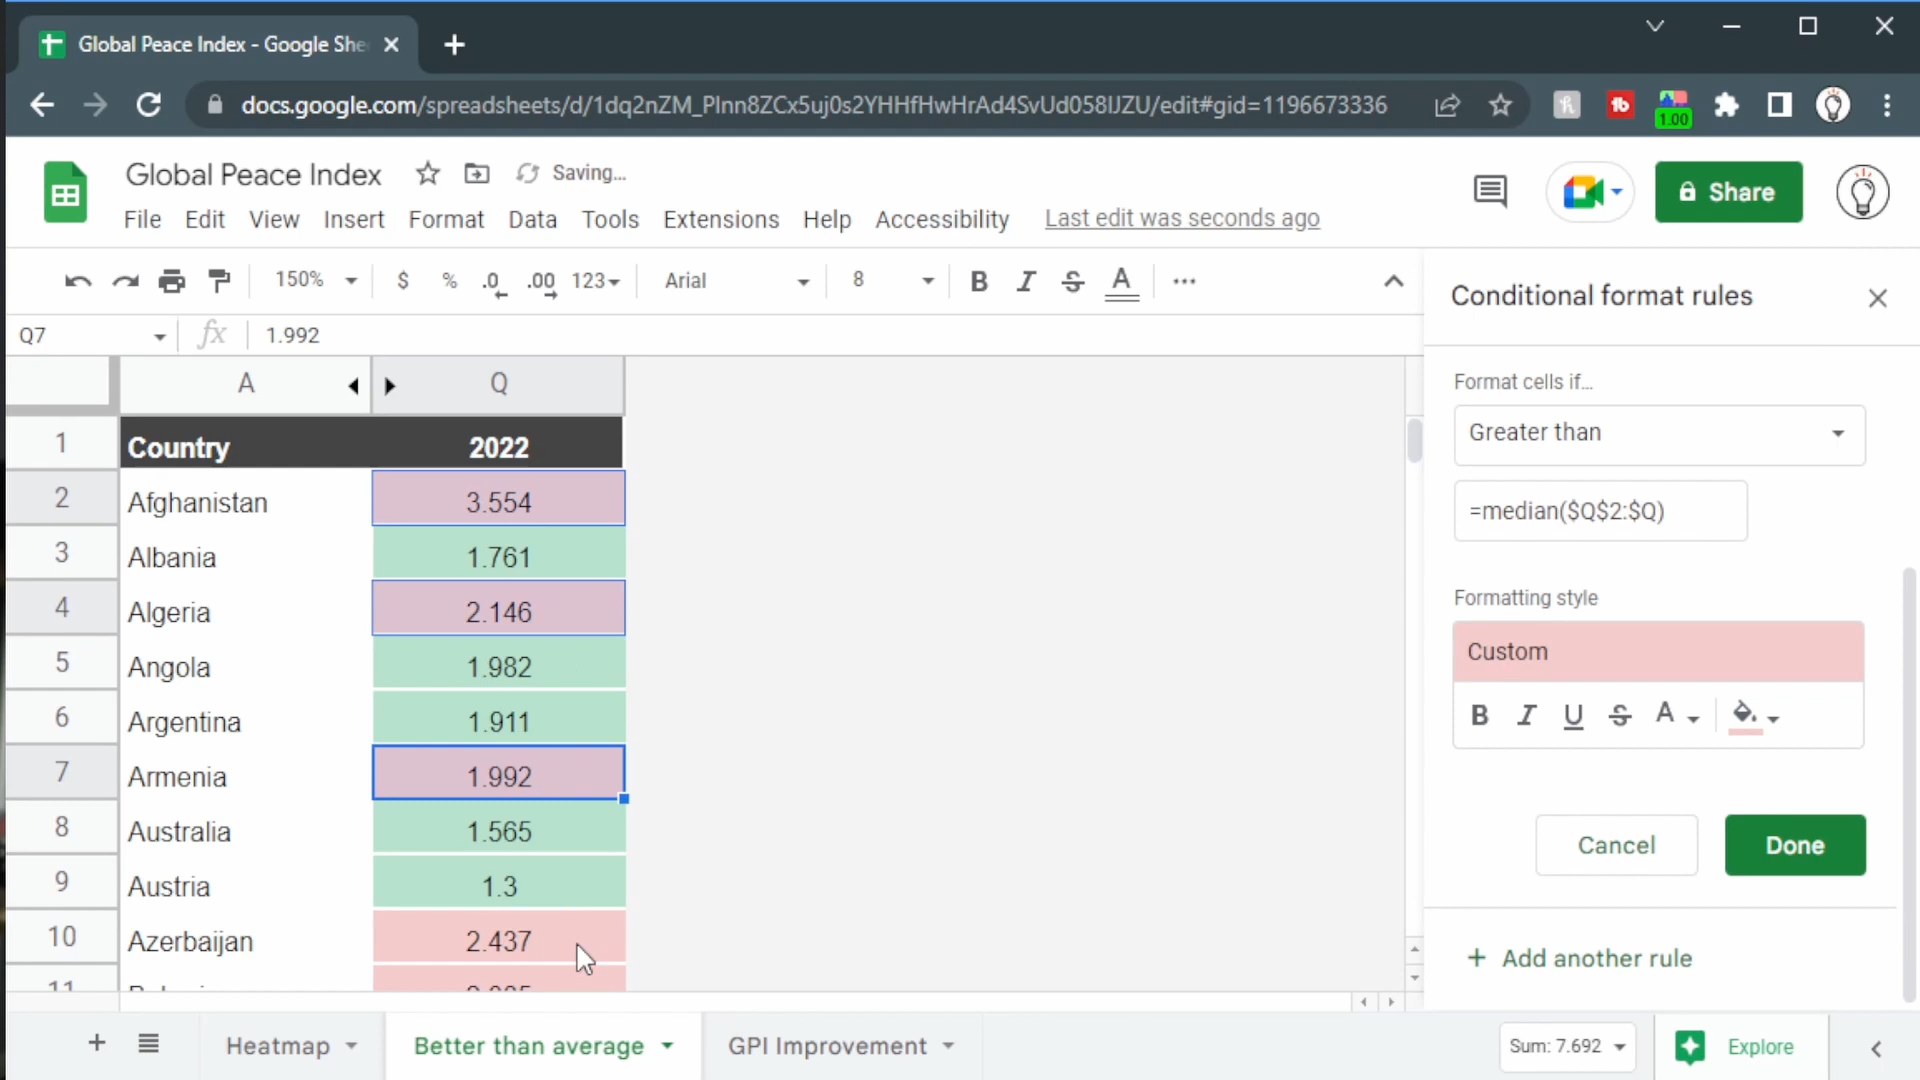 Global Peace Index - Google She
docs.google.com/spreadsheets/d/1dq2nZM_PInn8ZCx5uj0s2YHHfHwHrAd4SvUd058IJZU/edit#gid=1196673336
1.00
Global Peace Index
Saving...
File Edit View Insert Format Data Tools Extensions Help Accessibility Last edit was seconds ago
Share
150% $ % .0 .00 123 Arial 8 B I S A
Conditional format rules
Q7 fx 1.992
A Q
1 Country 2022
2 Afghanistan 3.554
3 Albania 1.761
4 Algeria 2.146
5 Angola 1.982
6 Argentina 1.911
7 Armenia 1.992
8 Australia 1.565
9 Austria 1.3
10 Azerbaijan 2.437
11
Format cells if...
Greater than
=median($Q$2:$Q)
Formatting style
Custom
B I U S A
Cancel Done
+ Add another rule
+ Heatmap Better than average GPI Improvement Sum: 7.692 Explore